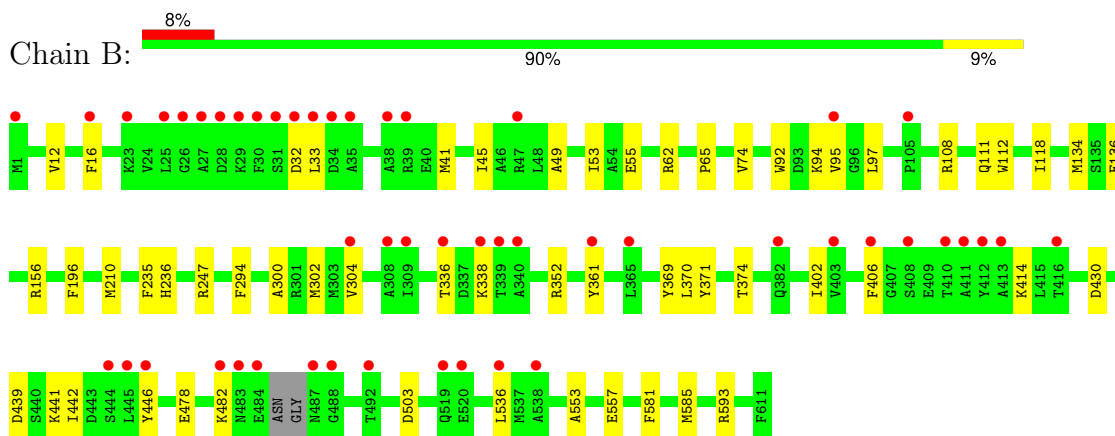 8%
Chain B:
90%
9%
M1 V12 F16 K23 V24 L25 G26 A27 D28 K29 F30 S31 D32 L33 D34 A35 A38 R39 E40 M41 I45 A46 R47 L48 A49 I53 A54 E55 R62 P65 V74 W92 D93 K94 V95 G96 L97 P105 R108 Q111 W112 I118 M134 S135 E136
R156 F196 M210 F235 H236 R247 F294 A300 R301 M302 M303 V304 A308 I309 T336 D337 K338 T339 A340 R352 Y361 L365 Y369 L370 Y371 T374 Q382 I402 V403 F406 G407 S408 E409 T410 A411 Y412 A413 K414 L415 T416 D430
D439 S440 K441 I442 D443 S444 L445 Y446 E478 K482 N483 E484 ASN GLY N487 G488 T492 D503 Q519 E520 L536 M537 A538 A553 E557 F581 M585 R593 F611